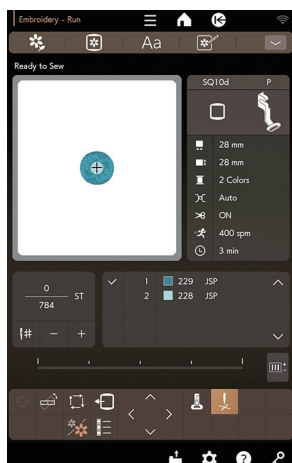 Embroidery - Run
Aa
Ready to Sew
SQ10d P
28 mm
28 mm
2 Colors
Auto
ON
400 spm
3 min
0
784
ST
1 229 JSP
2 228 JSP
# - +
?